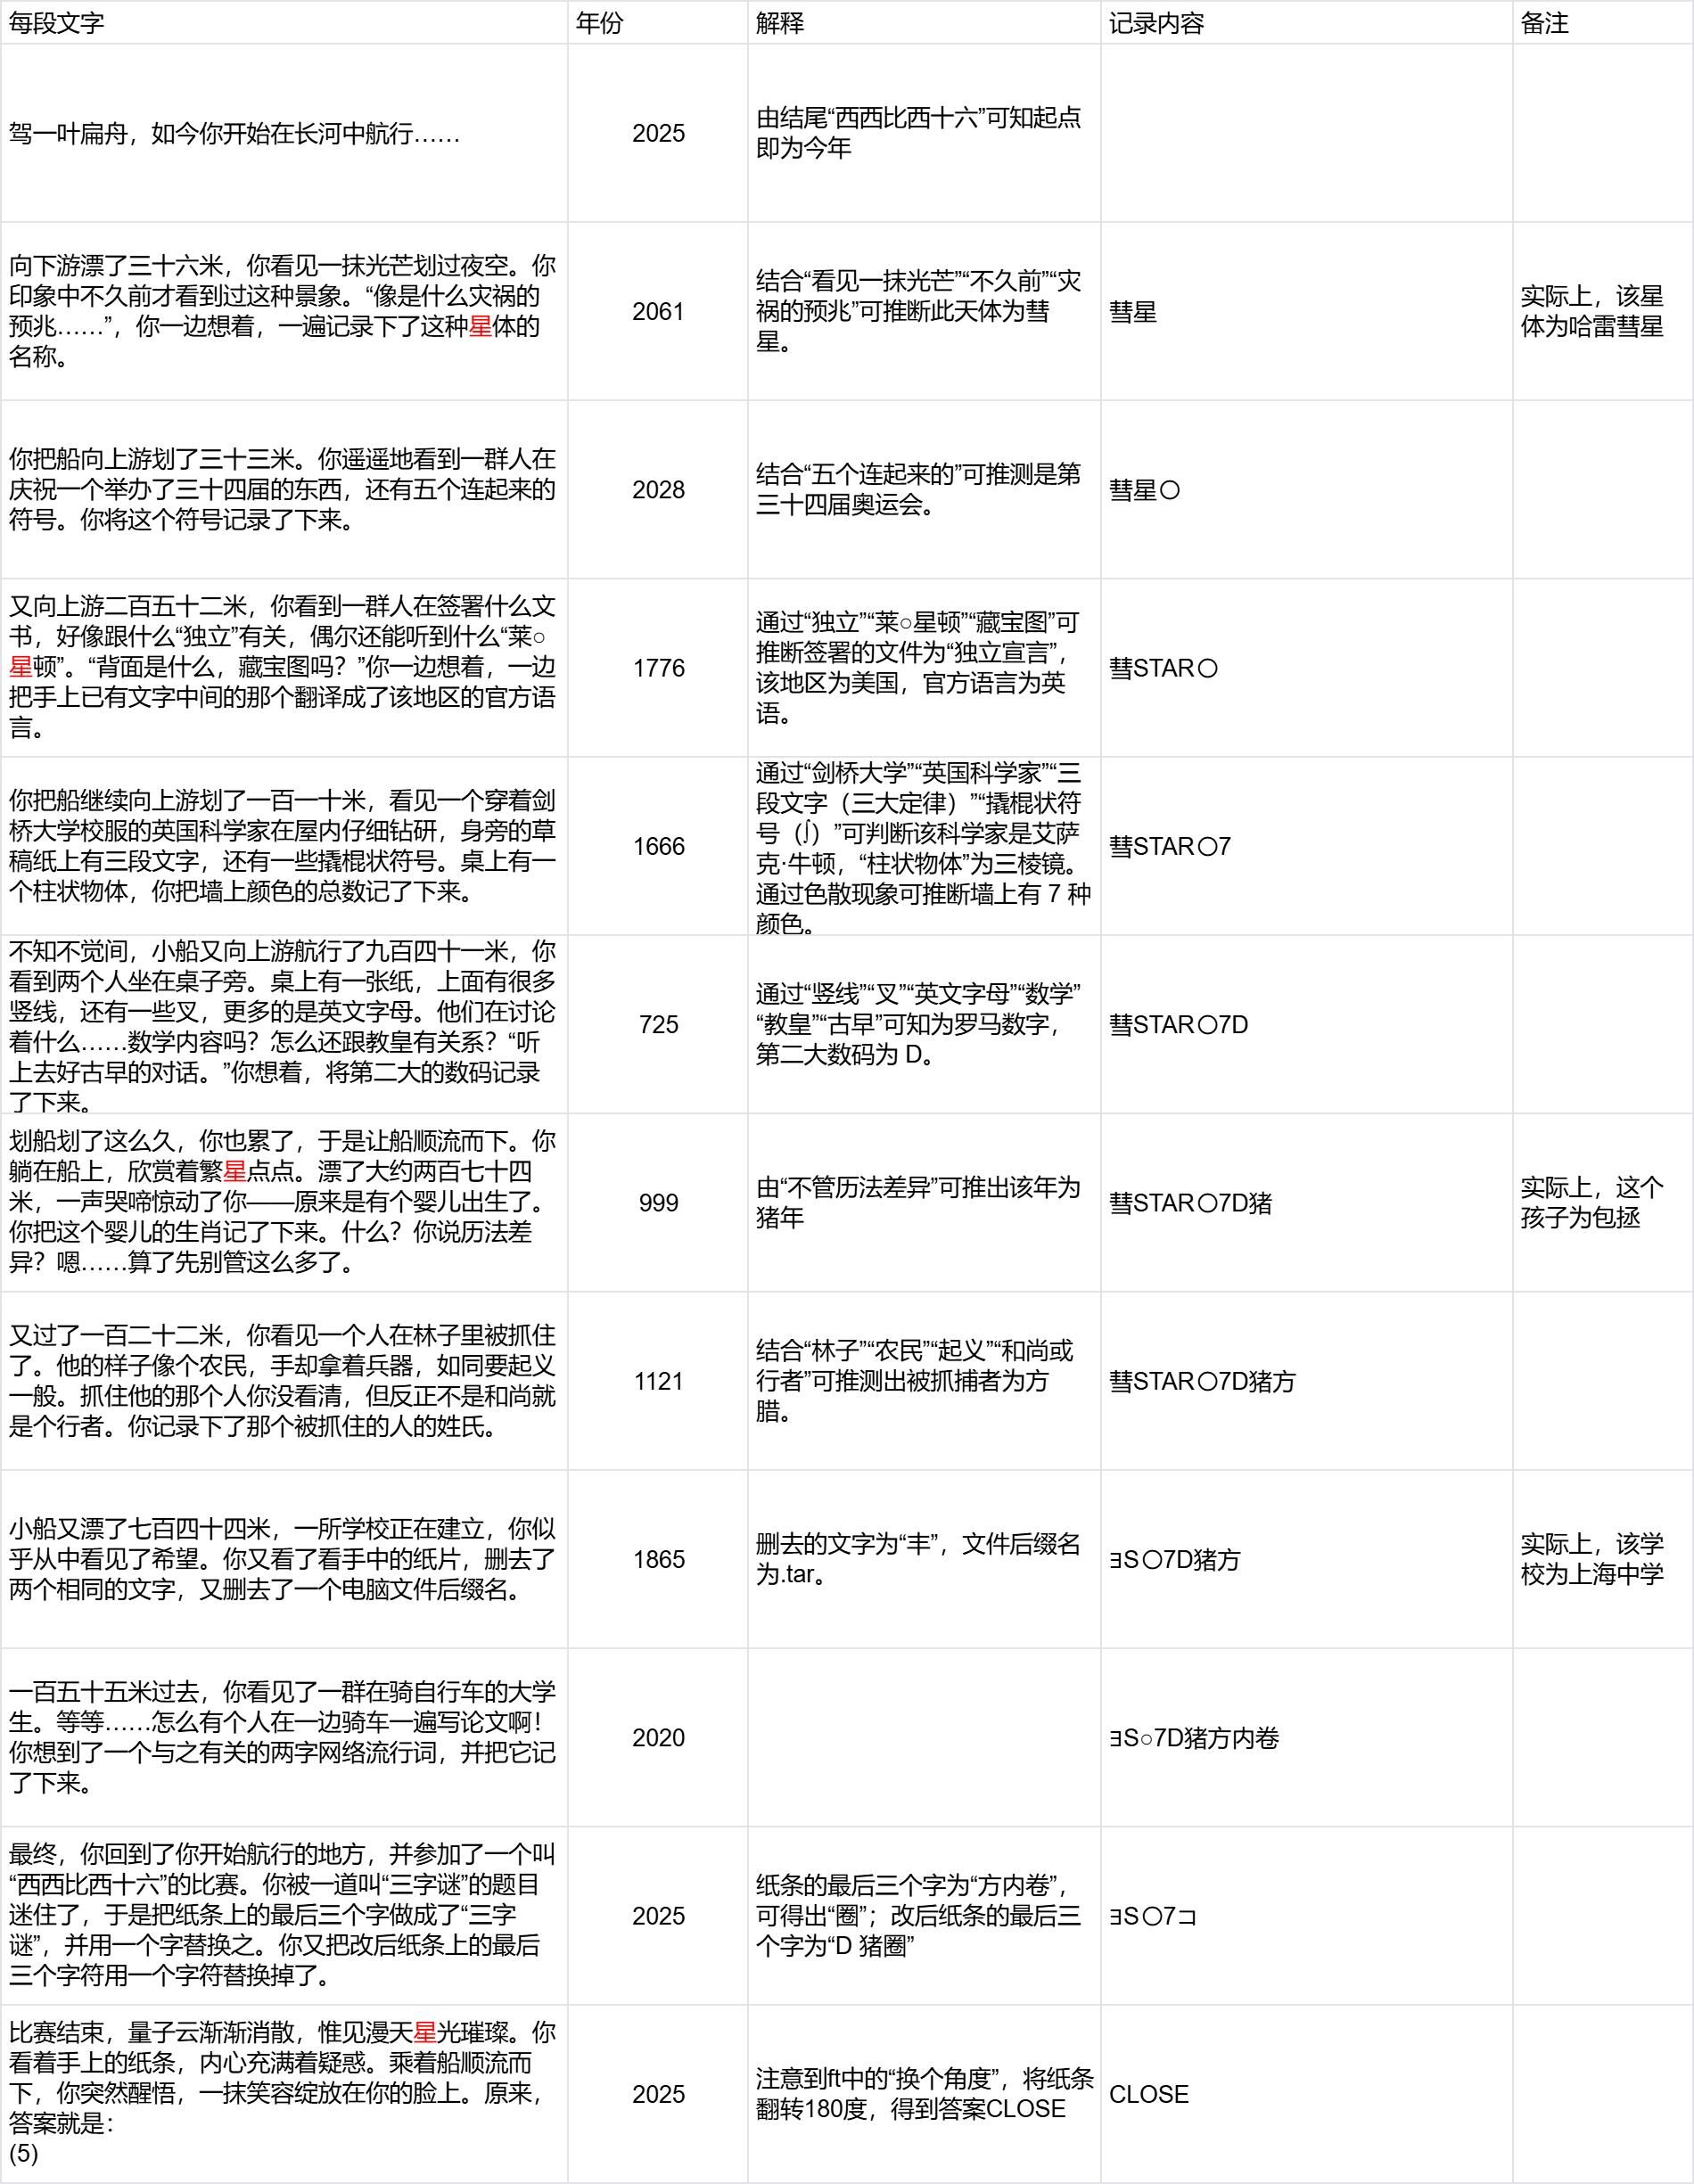 每段文字 年份 解释 记录内容 备注
驾一叶扁舟，如今你开始在长河中航行……
2025
由结尾“西西比西十六”可知起点
即为今年
向下游漂了三十六米，你看见一抹光芒划过夜空。你
印象中不久前才看到过这种景象。“像是什么灾祸的
预兆……”，你一边想着，一遍记录下了这种星体的
名称。
2061
结合“看见一抹光芒”“不久前”“灾
祸的预兆”可推断此天体为彗
星。
彗星
实际上，该星
体为哈雷彗星
你把船向上游划了三十三米。你遥遥地看到一群人在
庆祝一个举办了三十四届的东西，还有五个连起来的
符号。你将这个符号记录了下来。
2028
结合“五个连起来的”可推测是第
三十四届奥运会。
彗星〇
又向上游二百五十二米，你看到一群人在签署什么文
书，好像跟什么“独立”有关，偶尔还能听到什么“莱○
星顿”。“背面是什么，藏宝图吗？”你一边想着，一边
把手上已有文字中间的那个翻译成了该地区的官方语
言。
1776
通过“独立”“莱○星顿”“藏宝图”可
推断签署的文件为“独立宣言”，
该地区为美国，官方语言为英
语。
彗STAR〇
你把船继续向上游划了一百一十米，看见一个穿着剑
桥大学校服的英国科学家在屋内仔细钻研，身旁的草
稿纸上有三段文字，还有一些撬棍状符号。桌上有一
个柱状物体，你把墙上颜色的总数记了下来。
1666
通过“剑桥大学”“英国科学家”“三
段文字（三大定律）”“撬棍状符
号（∫）”可判断该科学家是艾萨
克·牛顿，“柱状物体”为三棱镜。
通过色散现象可推断墙上有 7 种
颜色。
彗STAR〇7
不知不觉间，小船又向上游航行了九百四十一米，你
看到两个人坐在桌子旁。桌上有一张纸，上面有很多
竖线，还有一些叉，更多的是英文字母。他们在讨论
着什么……数学内容吗？怎么还跟教皇有关系？“听
上去好古早的对话。”你想着，将第二大的数码记录
了下来。
725
通过“竖线”“叉”“英文字母”“数学”
“教皇”“古早”可知为罗马数字，
第二大数码为 D。
彗STAR〇7D
划船划了这么久，你也累了，于是让船顺流而下。你
躺在船上，欣赏着繁星点点。漂了大约两百七十四
米，一声哭啼惊动了你——原来是有个婴儿出生了。
你把这个婴儿的生肖记了下来。什么？你说历法差
异？嗯……算了先别管这么多了。
999
由“不管历法差异”可推出该年为
猪年
彗STAR〇7D猪
实际上，这个
孩子为包拯
又过了一百二十二米，你看见一个人在林子里被抓住
了。他的样子像个农民，手却拿着兵器，如同要起义
一般。抓住他的那个人你没看清，但反正不是和尚就
是个行者。你记录下了那个被抓住的人的姓氏。
1121
结合“林子”“农民”“起义”“和尚或
行者”可推测出被抓捕者为方
腊。
彗STAR〇7D猪方
小船又漂了七百四十四米，一所学校正在建立，你似
乎从中看见了希望。你又看了看手中的纸片，删去了
两个相同的文字，又删去了一个电脑文件后缀名。
1865
删去的文字为“丰”，文件后缀名
为.tar。
∃S〇7D猪方
实际上，该学
校为上海中学
一百五十五米过去，你看见了一群在骑自行车的大学
生。等等……怎么有个人在一边骑车一遍写论文啊！
你想到了一个与之有关的两字网络流行词，并把它记
了下来。
2020
∃S○7D猪方内卷
最终，你回到了你开始航行的地方，并参加了一个叫
“西西比西十六”的比赛。你被一道叫“三字谜”的题目
迷住了，于是把纸条上的最后三个字做成了“三字
谜”，并用一个字替换之。你又把改后纸条上的最后
三个字符用一个字符替换掉了。
2025
纸条的最后三个字为“方内卷”，
可得出“圈”；改后纸条的最后三
个字为“D 猪圈”
∃S〇7コ
比赛结束，量子云渐渐消散，惟见漫天星光璀璨。你
看着手上的纸条，内心充满着疑惑。乘着船顺流而
下，你突然醒悟，一抹笑容绽放在你的脸上。原来，
答案就是：
(5)
2025
注意到ft中的“换个角度”，将纸条
翻转180度，得到答案CLOSE
CLOSE